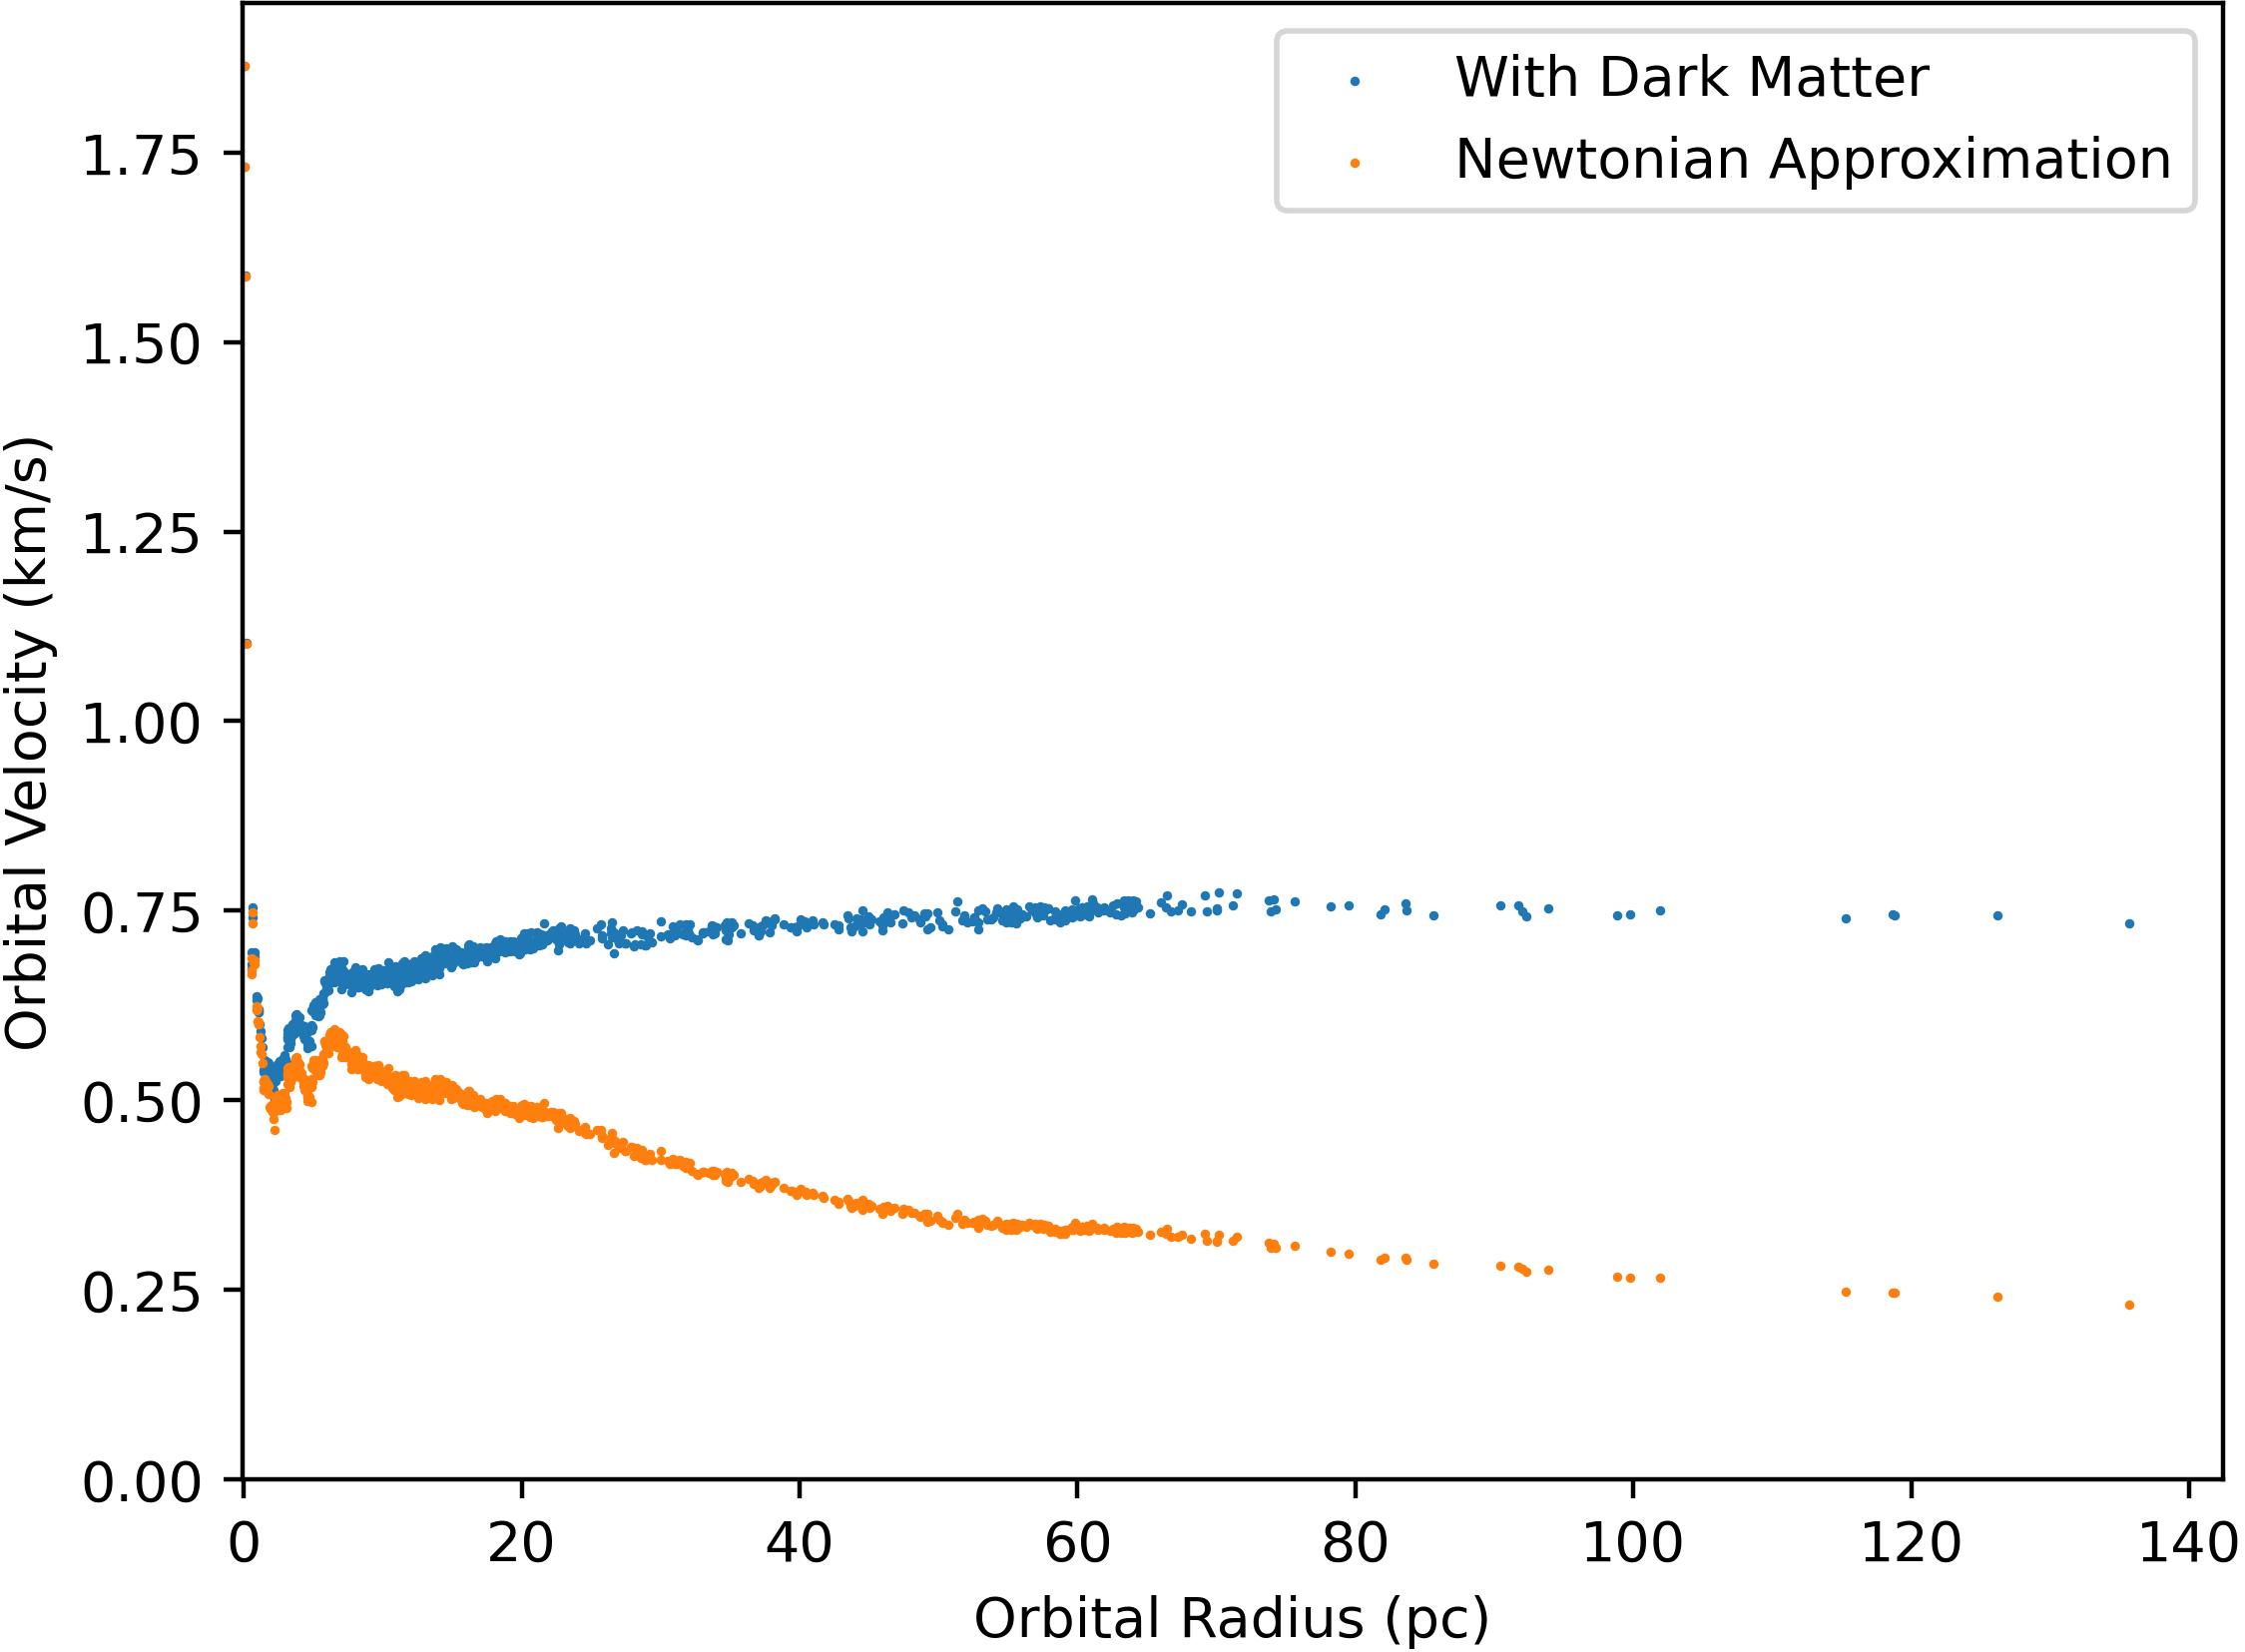 With Dark Matter
Newtonian Approximation
Orbital Velocity (km/s)
1.75
1.50
1.25
1.00
0.75
0.50
0.25
0.00
0 20 40 60 80 100 120 140
Orbital Radius (pc)